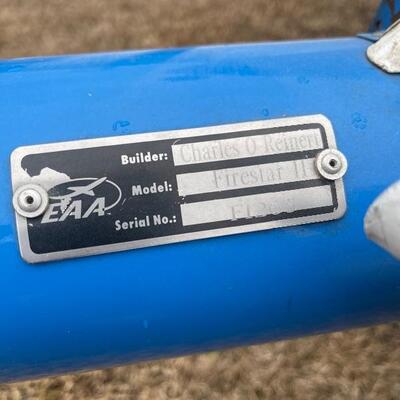 Builder: Charles O Reinert
Model: Firestar II
EAA
Serial No.: